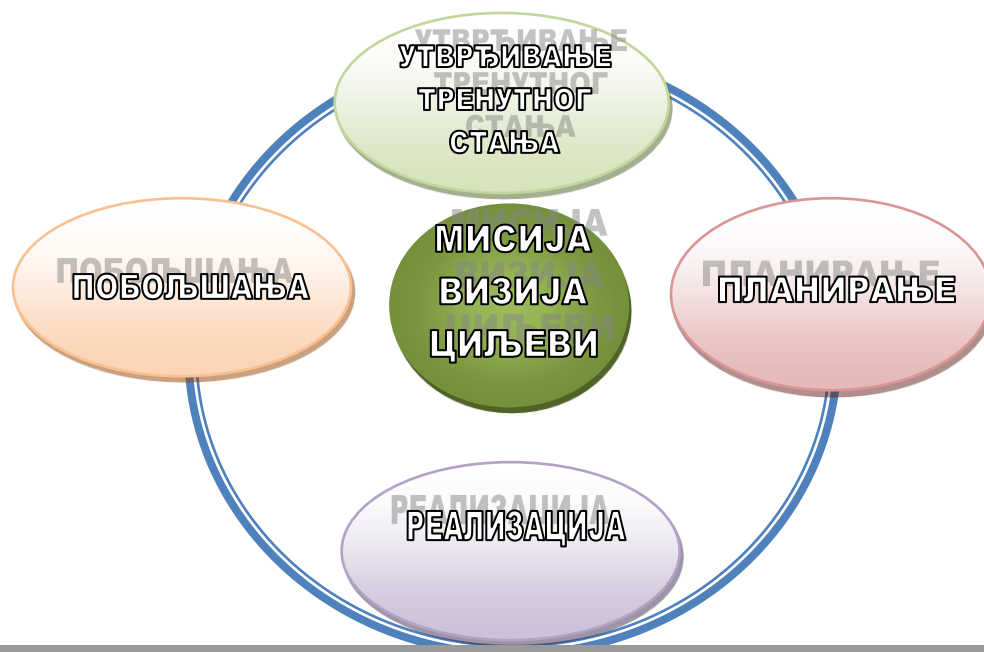 УТВРЂИВАЊЕ
ТРЕНУТНОГ
СТАЊА
МИСИЈА
ВИЗИЈА
ЦИЉЕВИ
ПОБОЉШАЊА
ПЛАНИРАЊЕ
РЕАЛИЗАЦИЈА